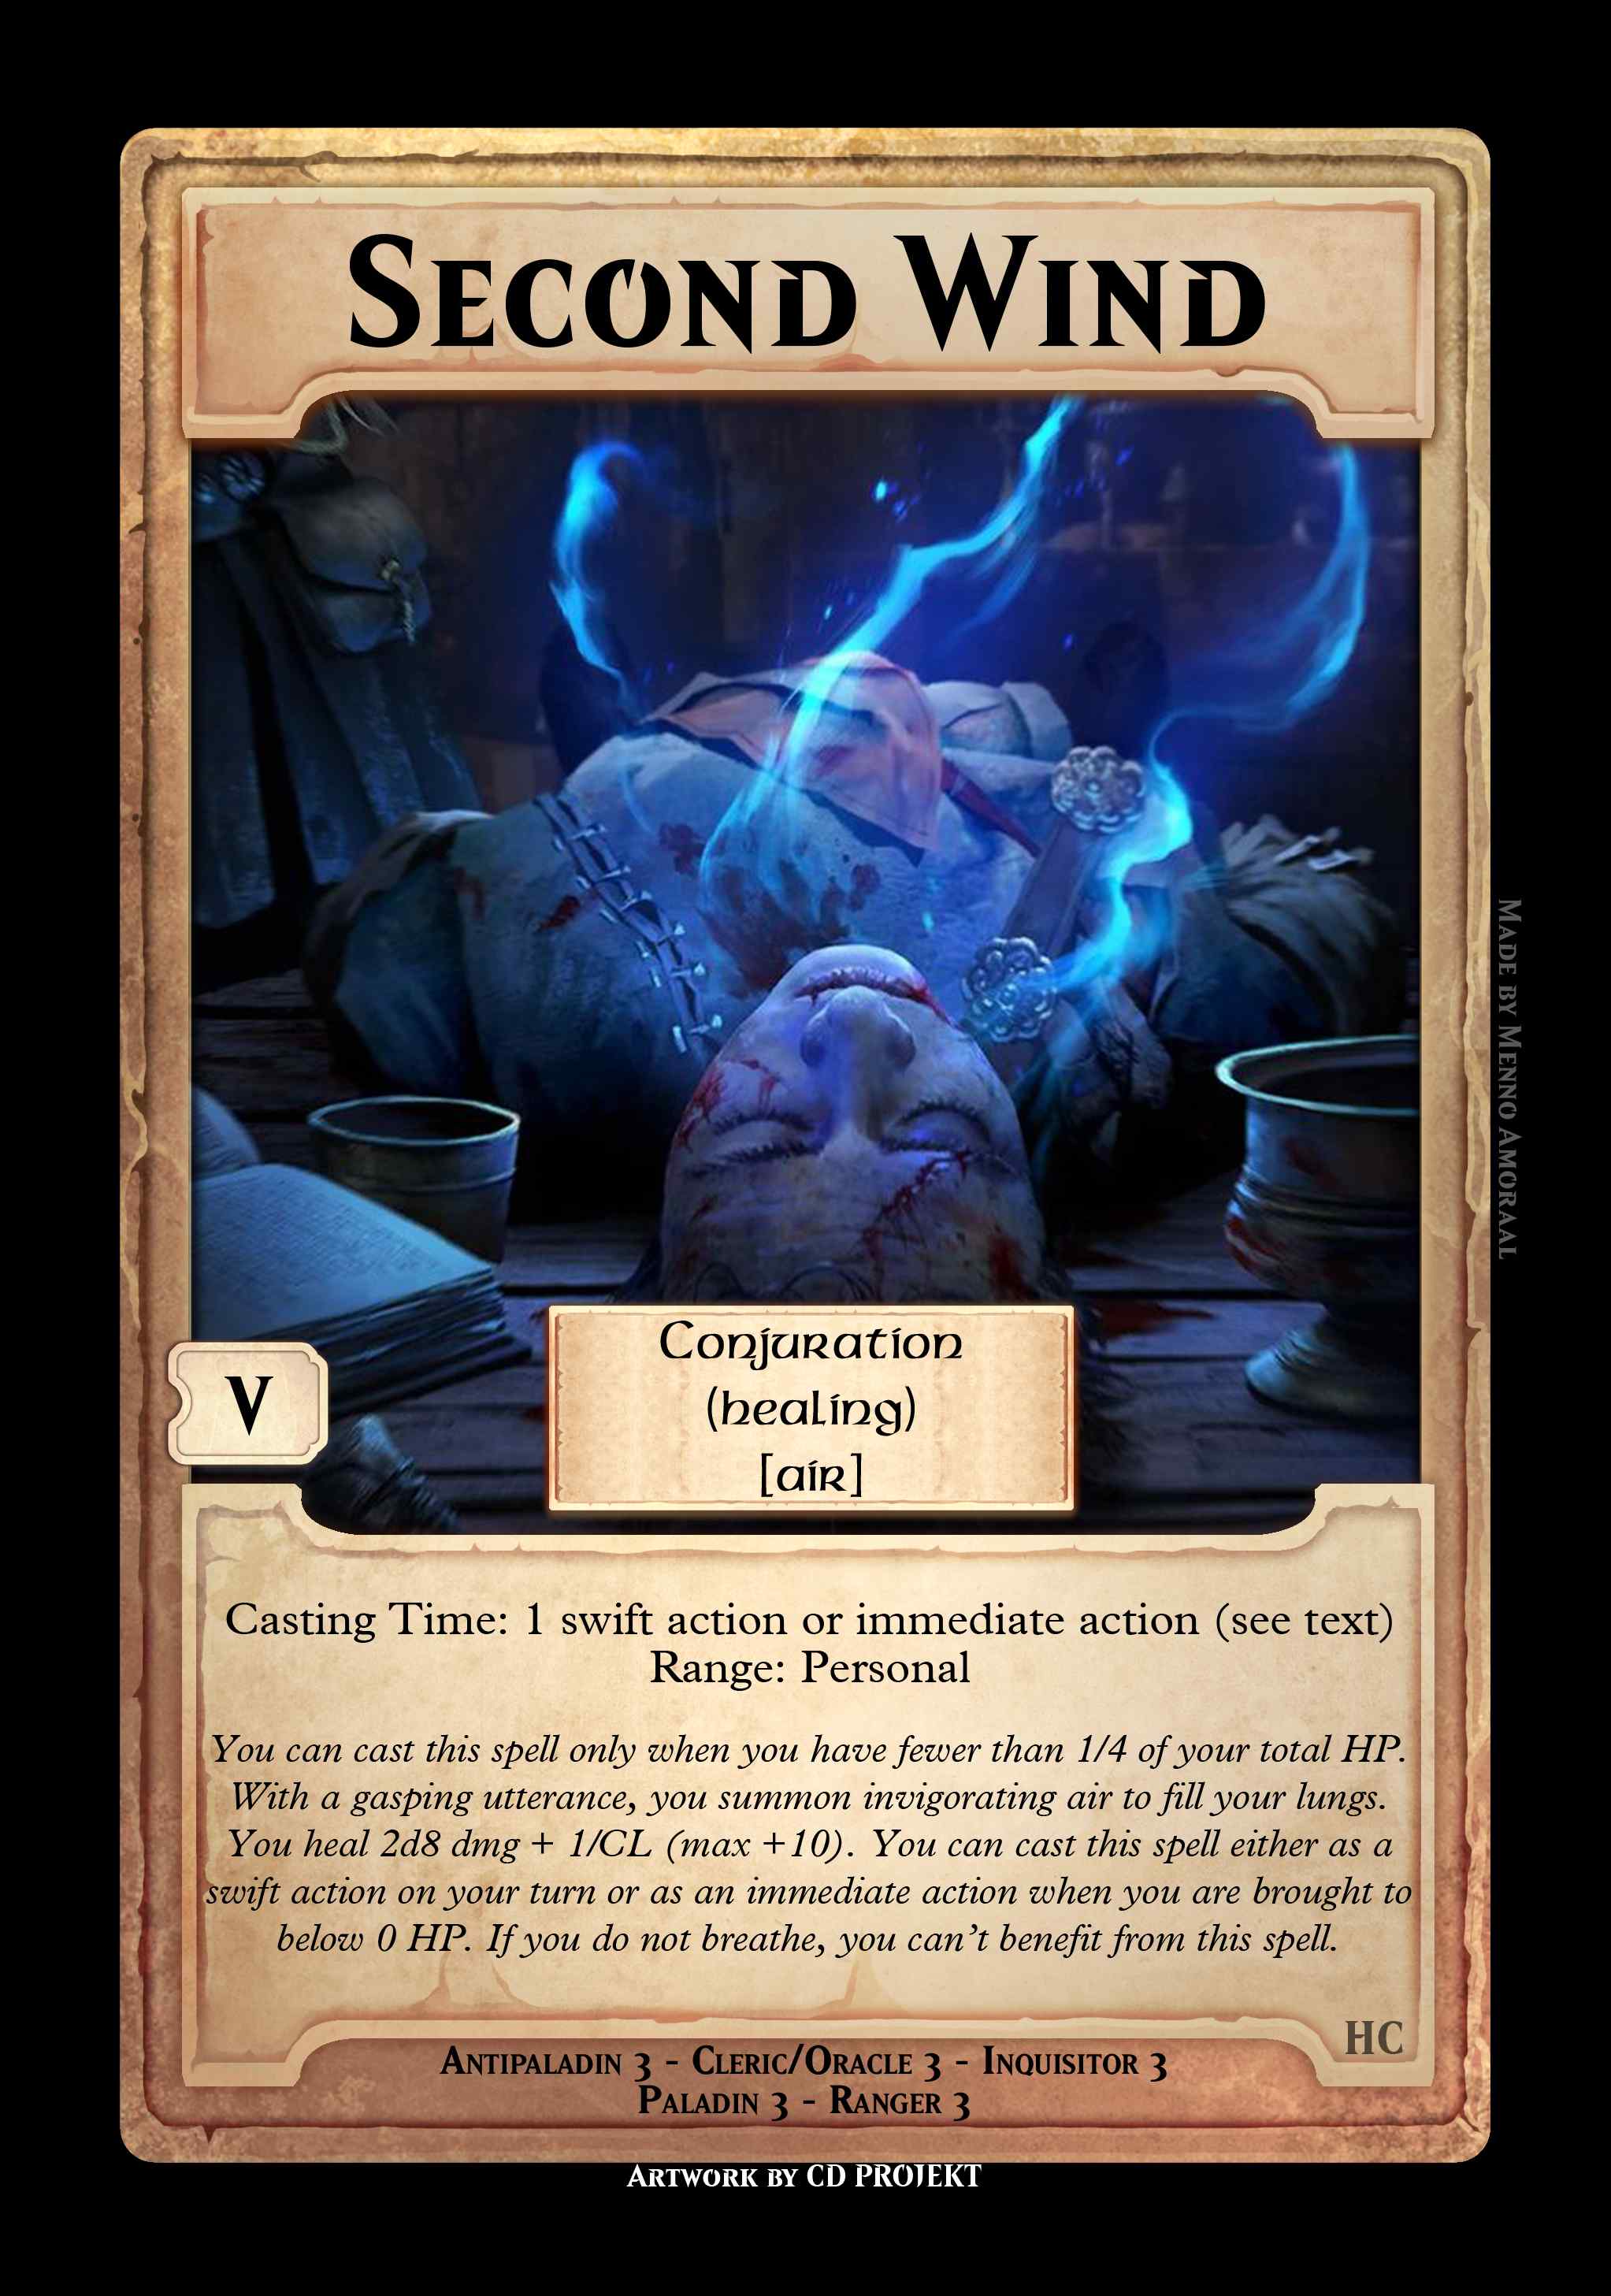 Second Wind
Conjuration
(healing)
[air]
V
Casting Time: 1 swift action or immediate action (see text)
Range: Personal
You can cast this spell only when you have fewer than 1/4 of your total HP.
With a gasping utterance, you summon invigorating air to fill your lungs.
You heal 2d8 dmg + 1/CL (max +10). You can cast this spell either as a
swift action on your turn or as an immediate action when you are brought to
below 0 HP. If you do not breathe, you can't benefit from this spell.
HC
Antipaladin 3 - Cleric/Oracle 3 - Inquisitor 3
Paladin 3 - Ranger 3
Artwork by CD PROJEKT
Made by Menno Amoraal